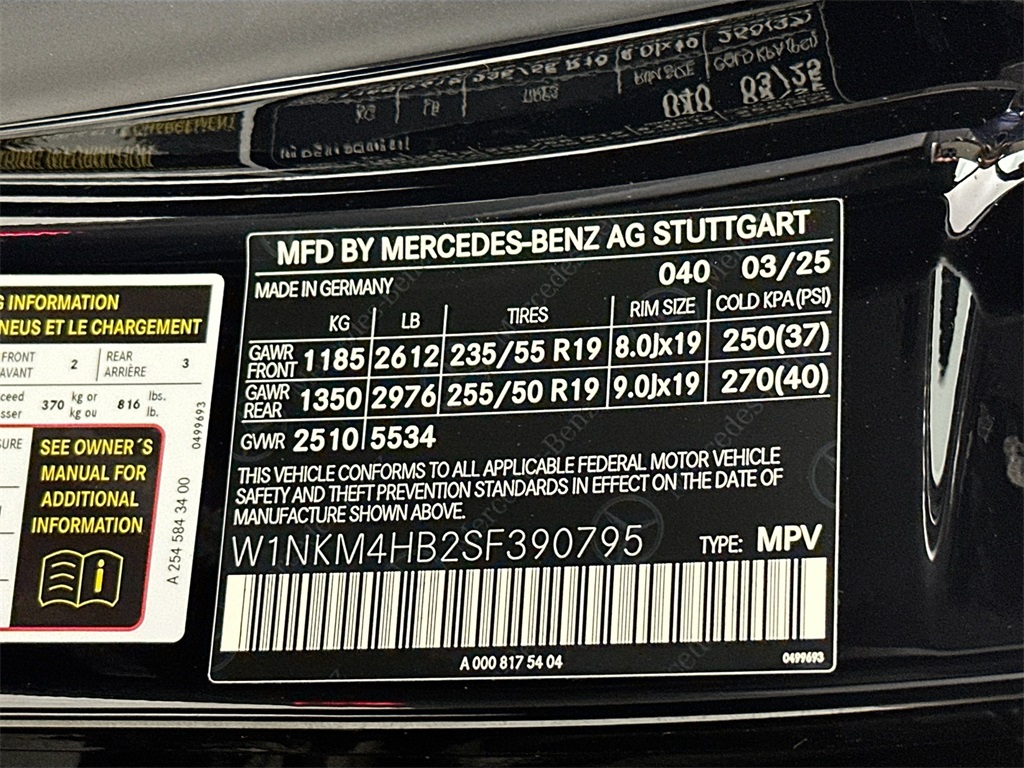 MFD BY MERCEDES-BENZ AG STUTTGART
MADE IN GERMANY 040 03/25
KG LB TIRES RIM SIZE COLD KPA (PSI)
GAWR FRONT 1185 2612 235/55 R19 8.0Jx19 250(37)
GAWR REAR 1350 2976 255/50 R19 9.0Jx19 270(40)
GVWR 2510 5534
THIS VEHICLE CONFORMS TO ALL APPLICABLE FEDERAL MOTOR VEHICLE
SAFETY AND THEFT PREVENTION STANDARDS IN EFFECT ON THE DATE OF
MANUFACTURE SHOWN ABOVE.
W1NKM4HB2SF390795 TYPE: MPV
A 000 817 54 04 0499693
INFORMATION
ET LE CHARGEMENT
FRONT 2 REAR 3
AVANT ARRIÈRE
370 kg or 816 lbs.
kg ou lb.
0499693
SEE OWNER´S
MANUAL FOR
ADDITIONAL
INFORMATION
A 254 584 34 00